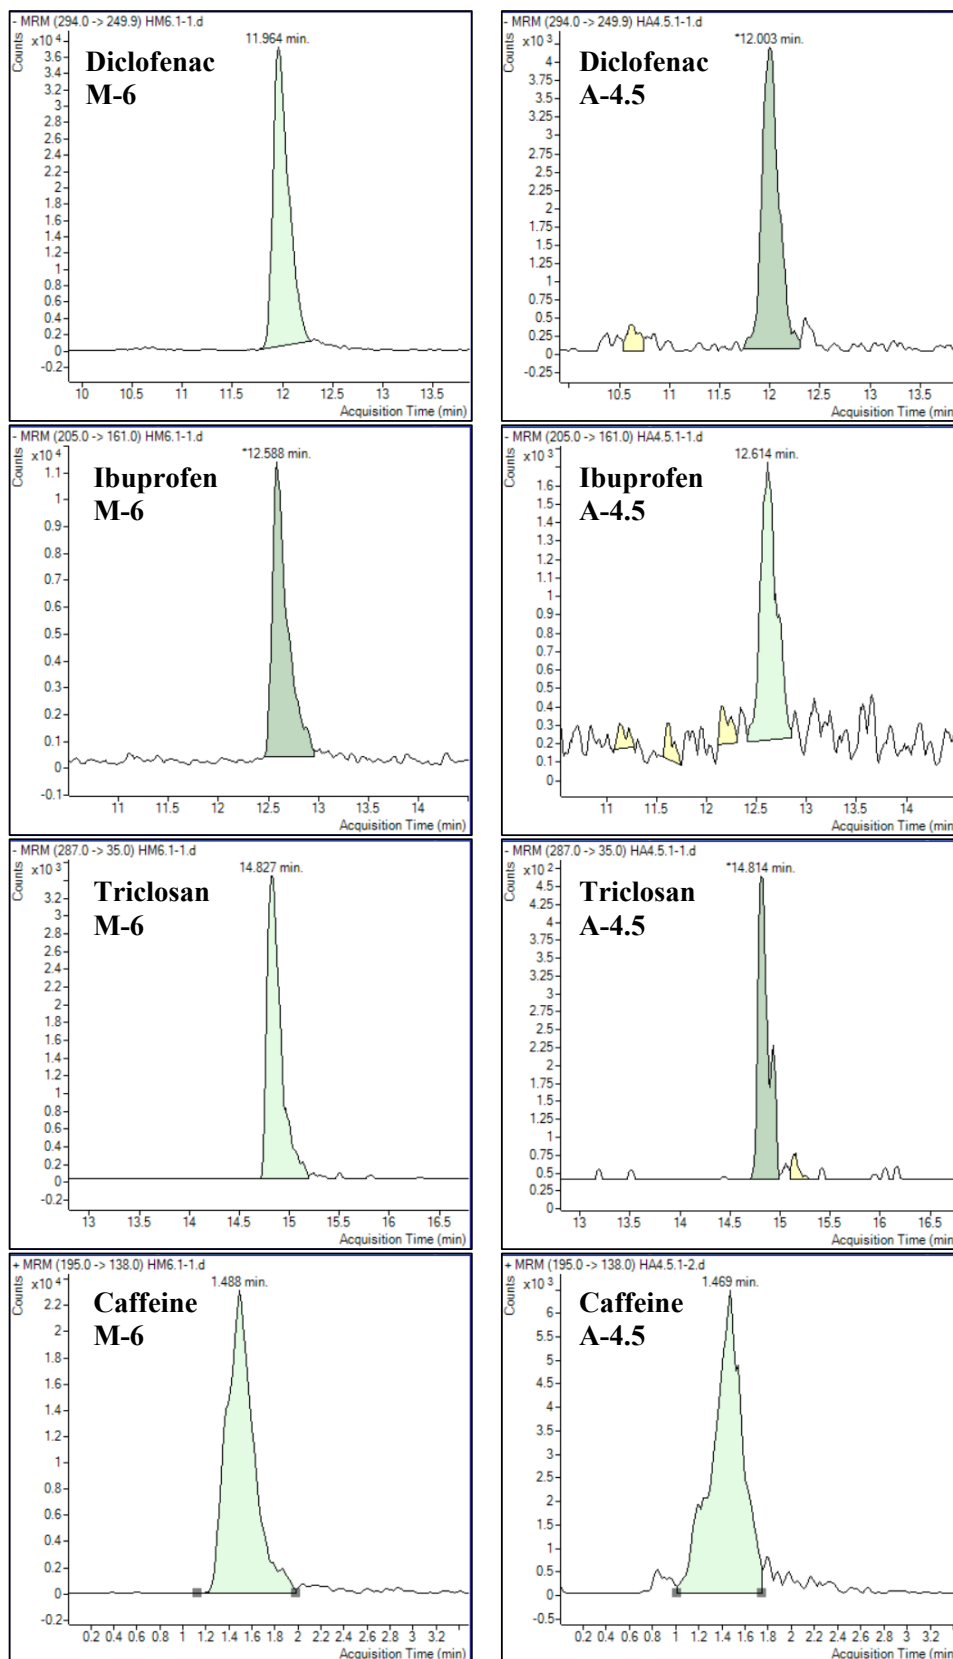 - MRM (294.0 -> 249.9) HM6.1-1.d
Counts
x10 4
11.964 min.
Diclofenac
M-6
3.6
3.4
3.2
3
2.8
2.6
2.4
2.2
2
1.8
1.6
1.4
1.2
1
0.8
0.6
0.4
0.2
0
-0.2
10 10.5 11 11.5 12 12.5 13 13.5
Acquisition Time (min)
- MRM (294.0 -> 249.9) HA4.5.1-1.d
Counts
x10 3
*12.003 min.
Diclofenac
A-4.5
4
3.75
3.5
3.25
3
2.75
2.5
2.25
2
1.75
1.5
1.25
1
0.75
0.5
0.25
0
-0.25
10.5 11 11.5 12 12.5 13 13.5
Acquisition Time (min)
- MRM (205.0 -> 161.0) HM6.1-1.d
Counts
x10 4
*12.588 min.
Ibuprofen
M-6
1.1
1
0.9
0.8
0.7
0.6
0.5
0.4
0.3
0.2
0.1
0
-0.1
11 11.5 12 12.5 13 13.5 14
Acquisition Time (min)
- MRM (205.0 -> 161.0) HA4.5.1-1.d
Counts
x10 3
12.614 min.
Ibuprofen
A-4.5
1.6
1.5
1.4
1.3
1.2
1.1
1
0.9
0.8
0.7
0.6
0.5
0.4
0.3
0.2
0.1
0
11 11.5 12 12.5 13 13.5 14
Acquisition Time (min)
- MRM (287.0 -> 35.0) HM6.1-1.d
Counts
x10 3
14.827 min.
Triclosan
M-6
3.2
3
2.8
2.6
2.4
2.2
2
1.8
1.6
1.4
1.2
1
0.8
0.6
0.4
0.2
0
-0.2
13 13.5 14 14.5 15 15.5 16 16.5
Acquisition Time (min)
- MRM (287.0 -> 35.0) HA4.5.1-1.d
Counts
x10 2
*14.814 min.
Triclosan
A-4.5
4.5
4.25
4
3.75
3.5
3.25
3
2.75
2.5
2.25
2
1.75
1.5
1.25
1
0.75
0.5
0.25
0
13 13.5 14 14.5 15 15.5 16 16.5
Acquisition Time (min)
+ MRM (195.0 -> 138.0) HM6.1-1.d
Counts
x10 4
1.488 min.
Caffeine
M-6
2.2
2
1.8
1.6
1.4
1.2
1
0.8
0.6
0.4
0.2
0
-0.2
0.2 0.4 0.6 0.8 1 1.2 1.4 1.6 1.8 2 2.2 2.4 2.6 2.8 3 3.2
Acquisition Time (min)
+ MRM (195.0 -> 138.0) HA4.5.1-2.d
Counts
x10 3
1.469 min.
Caffeine
A-4.5
6
5.5
5
4.5
4
3.5
3
2.5
2
1.5
1
0.5
0
-0.5
0.2 0.4 0.6 0.8 1 1.2 1.4 1.6 1.8 2 2.2 2.4 2.6 2.8 3 3.2
Acquisition Time (min)